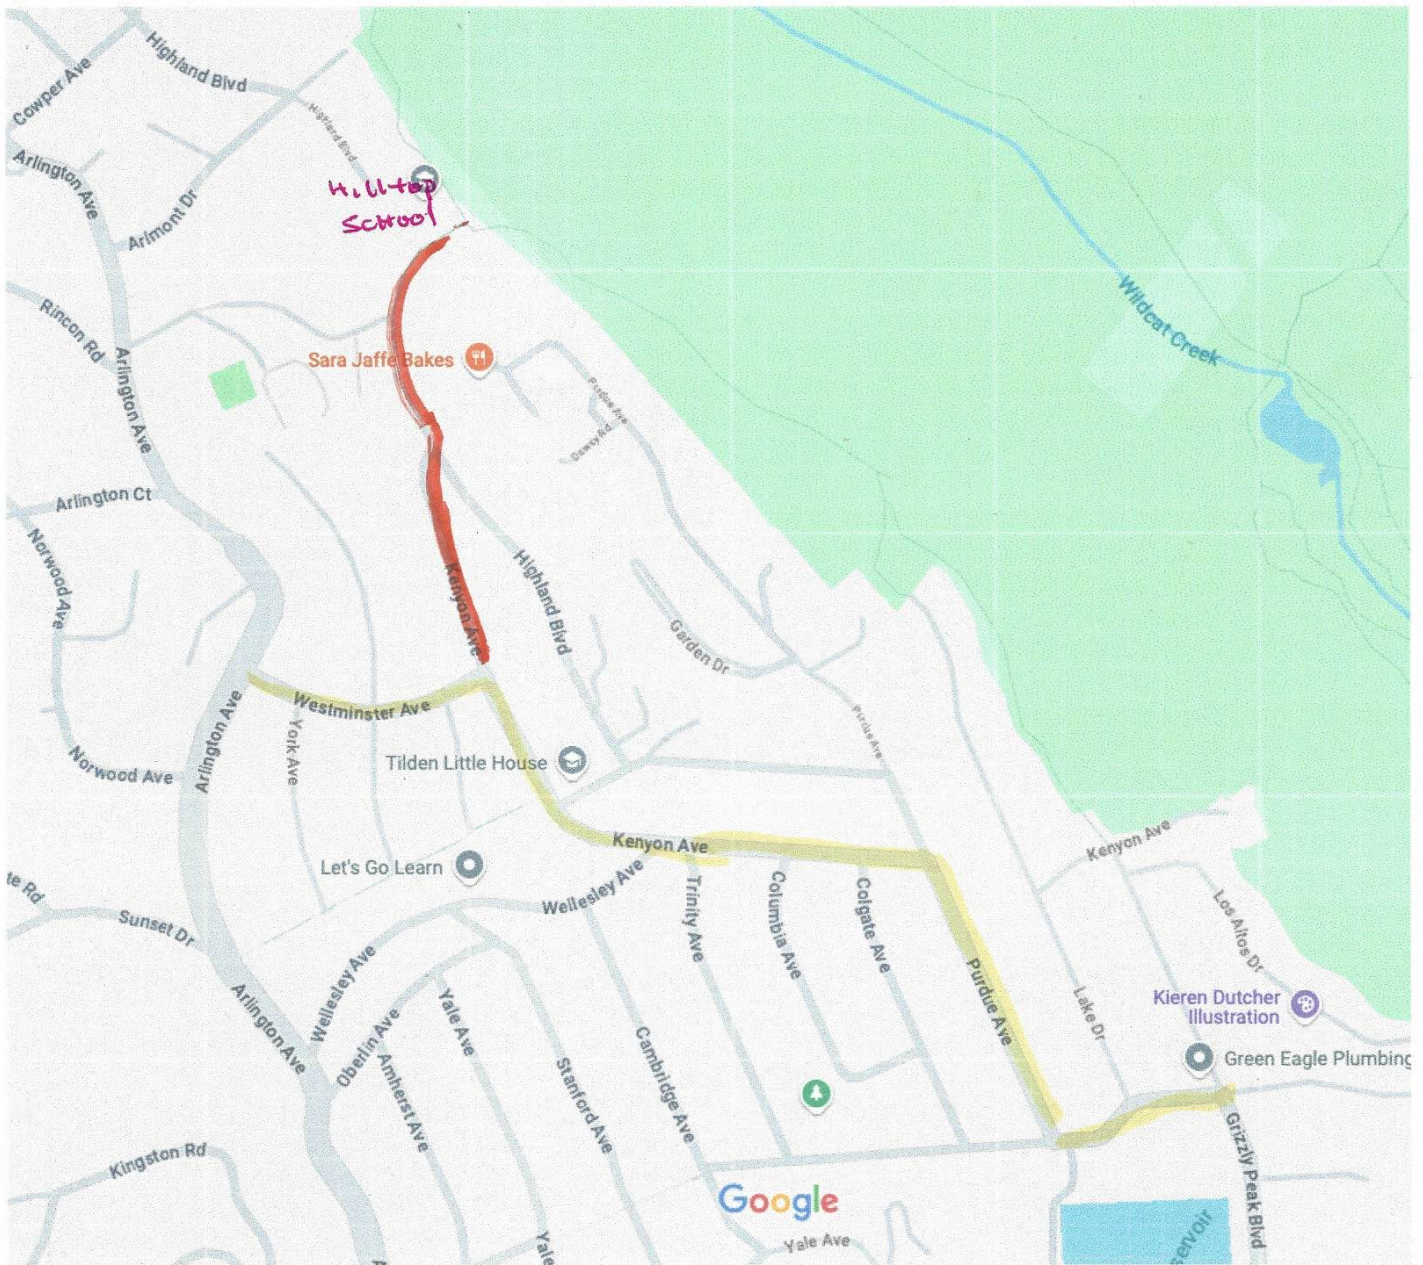 Highland Blvd
Cowper Ave
Highland Blvd
Arlington Ave
Hilltop
School
Arlmont Dr
Rincon Rd
Wildcat Creek
Sara Jaffe Bakes
Arlington Ave
Purdue Ave
Dewey Rd
Arlington Ct
Norwood Ave
Kenyon Ave
Highland Blvd
Garden Dr
Westminster Ave
Arlington Ave
York Ave
Purdue Ave
Norwood Ave
Tilden Little House
Kenyon Ave
Kenyon Ave
Let's Go Learn
te Rd
Wellesley Ave
Trinity Ave
Columbia Ave
Colgate Ave
Los Altos Dr
Sunset Dr
Wellesley Ave
Purdue Ave
Lake Dr
Kieren Dutcher
Illustration
Arlington Ave
Oberlin Ave
Yale Ave
Green Eagle Plumbing
Amherst Ave
Stanford Ave
Cambridge Ave
Grizzly Peak Blvd
Kingston Rd
Google
Yale Ave
Yale
servoir
A